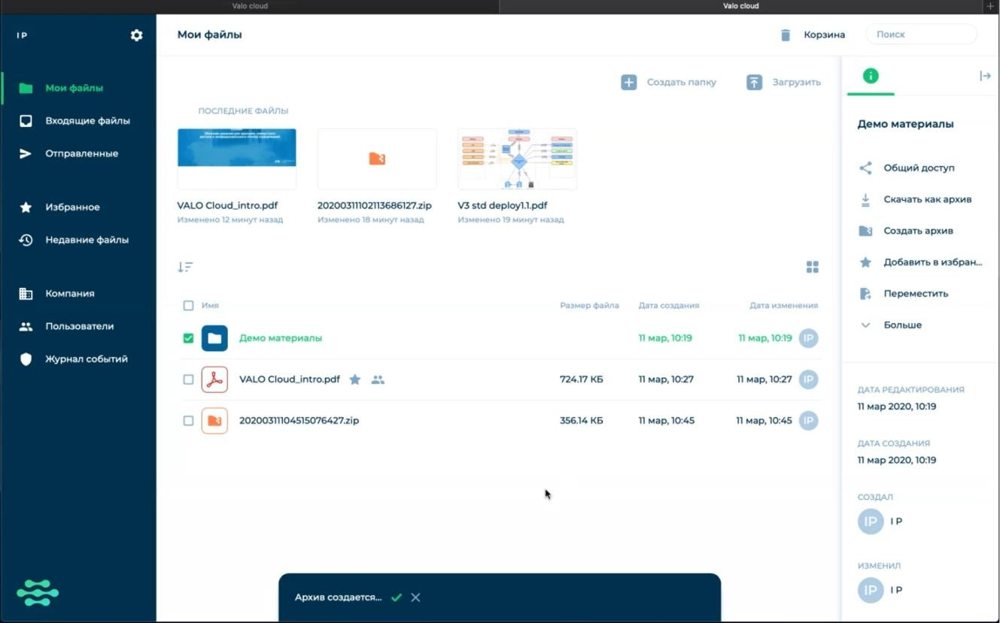 Valo cloud
Valo cloud
I P
Мои файлы
Входящие файлы
Отправленные
Избранное
Недавние файлы
Компания
Пользователи
Журнал событий
Мои файлы
Корзина
Поиск
Создать папку
Загрузить
ПОСЛЕДНИЕ ФАЙЛЫ
VALO Cloud_intro.pdf
Изменено 12 минут назад
20200311102113686127.zip
Изменено 18 минут назад
V3 std deploy1.1.pdf
Изменено 19 минут назад
Имя Размер файла Дата создания Дата изменения
Демо материалы 11 мар, 10:19 11 мар, 10:19 IP
VALO Cloud_intro.pdf 724.17 КБ 11 мар, 10:27 11 мар, 10:27 IP
20200311104515076427.zip 356.14 КБ 11 мар, 10:45 11 мар, 10:45 IP
Архив создается...
Демо материалы
Общий доступ
Скачать как архив
Создать архив
Добавить в избран...
Переместить
Больше
ДАТА РЕДАКТИРОВАНИЯ
11 мар 2020, 10:19
ДАТА СОЗДАНИЯ
11 мар 2020, 10:19
СОЗДАЛ
IP I P
ИЗМЕНИЛ
IP I P